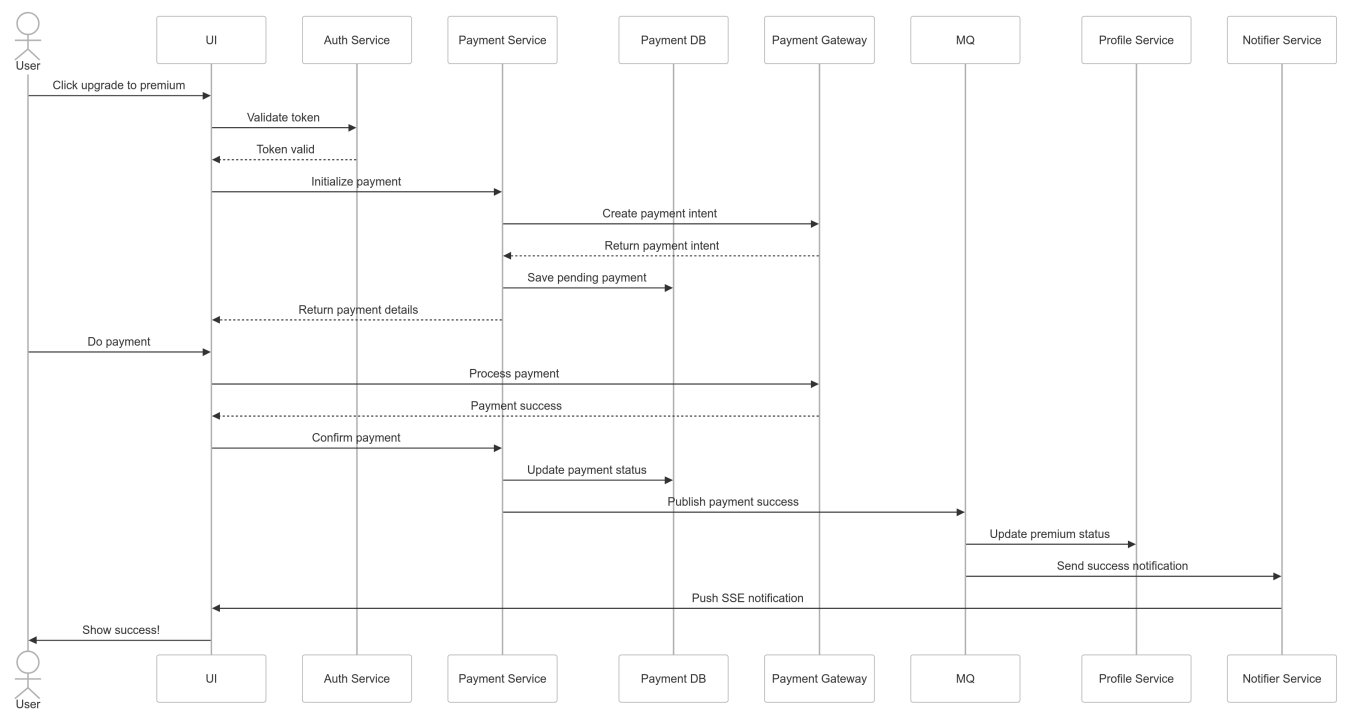 UI
Auth Service
Payment Service
Payment DB
Payment Gateway
MQ
Profile Service
Notifier Service
User
Click upgrade to premium
Validate token
Token valid
Initialize payment
Create payment intent
Return payment intent
Save pending payment
Return payment details
Do payment
Process payment
Payment success
Confirm payment
Update payment status
Publish payment success
Update premium status
Send success notification
Push SSE notification
Show success!
UI
Auth Service
Payment Service
Payment DB
Payment Gateway
MQ
Profile Service
Notifier Service
User